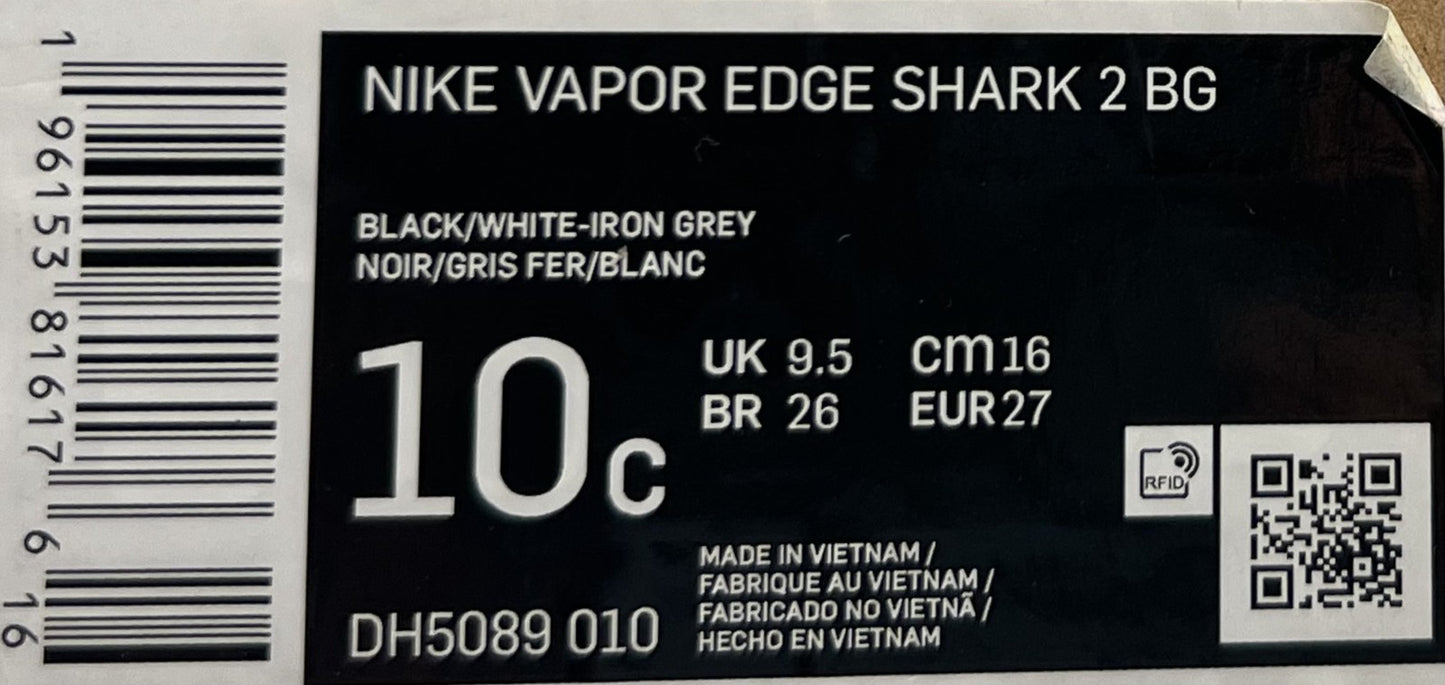 NIKE VAPOR EDGE SHARK 2 BG
BLACK/WHITE-IRON GREY
NOIR/GRIS FER/BLANC
10C
UK 9.5 CM 16
BR 26 EUR 27
RFID
MADE IN VIETNAM /
FABRIQUE AU VIETNAM /
FABRICADO NO VIETNÃ /
HECHO EN VIETNAM
DH5089 010
1 96153 81617 6 16